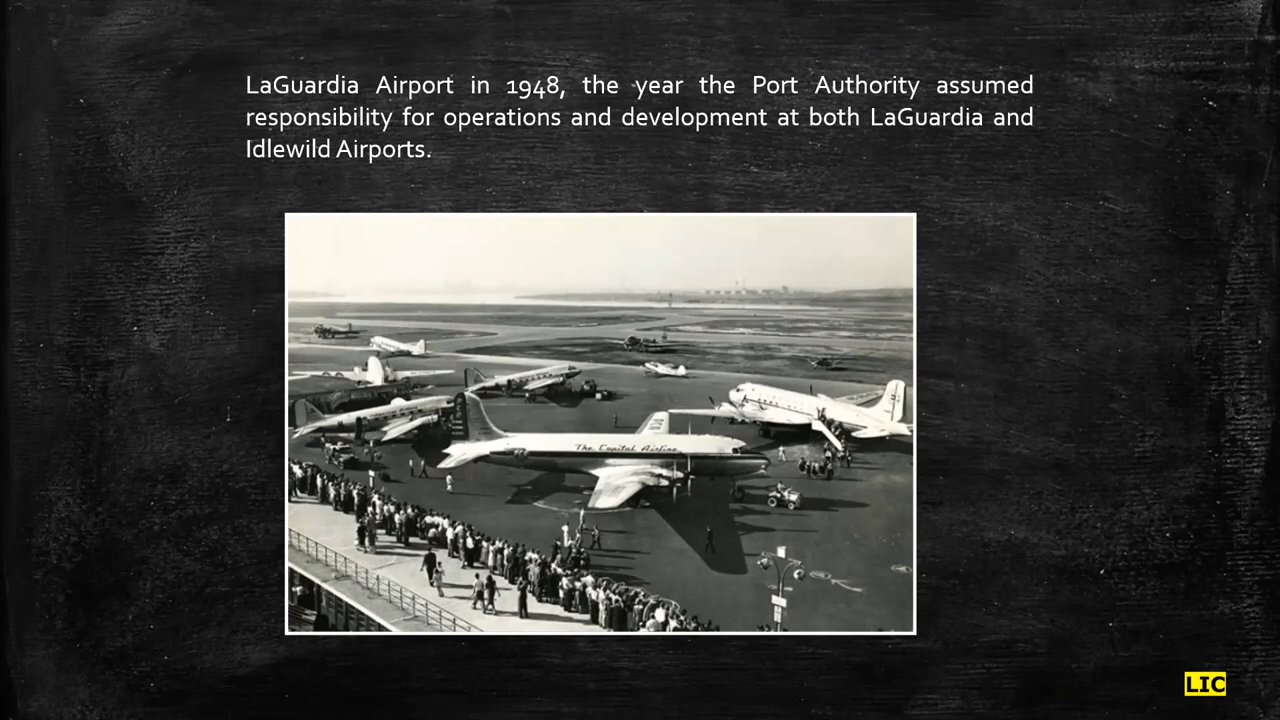 LaGuardia Airport in 1948, the year the Port Authority assumed
responsibility for operations and development at both LaGuardia and
Idlewild Airports.
The Capital Airline
LIC